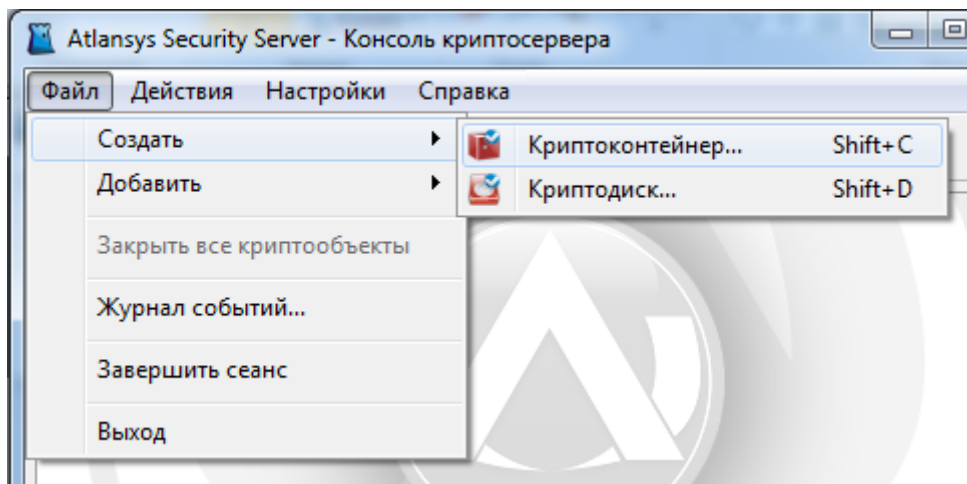 Atlansys Security Server - Консоль криптосервера
Файл Действия Настройки Справка
Создать
Криптоконтейнер... Shift+C
Добавить
Криптодиск... Shift+D
Закрыть все криптообъекты
Журнал событий...
Завершить сеанс
Выход